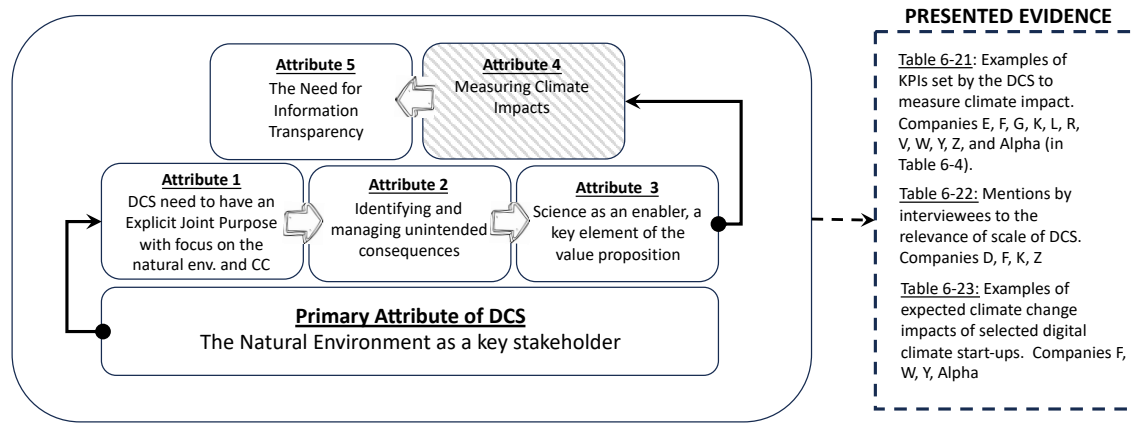 Attribute 5
The Need for
Information
Transparency
Attribute 4
Measuring Climate
Impacts
Attribute 1
DCS need to have an
Explicit Joint Purpose
with focus on the
natural env. and CC
Attribute 2
Identifying and
managing unintended
consequences
Attribute  3
Science as an enabler, a
key element of the
value proposition
Primary Attribute of DCS
The Natural Environment as a key stakeholder
PRESENTED EVIDENCE
Table 6-21: Examples of
KPIs set by the DCS to
measure climate impact.
Companies E, F, G, K, L, R,
V, W, Y, Z, and Alpha (in
Table 6-4).
Table 6-22: Mentions by
interviewees to the
relevance of scale of DCS.
Companies D, F, K, Z
Table 6-23: Examples of
expected climate change
impacts of selected digital
climate start-ups.  Companies F,
W, Y, Alpha